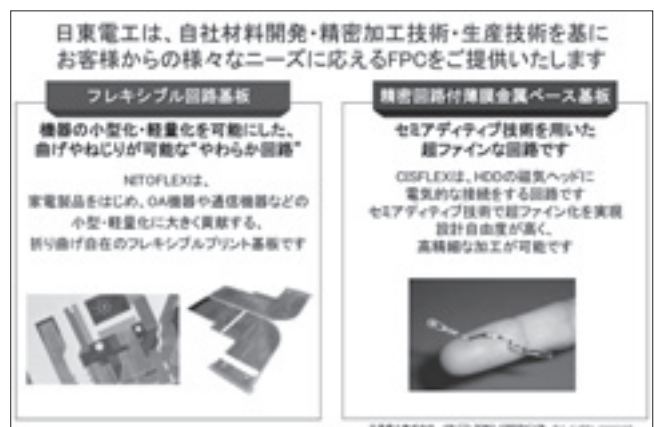 日東電工は、自社材料開発・精密加工技術・生産技術を基に
お客様からの様々なニーズに応えるFPCをご提供いたします
フレキシブル回路基板
機器の小型化・軽量化を可能にした、
曲げやねじりが可能な“やわらか回路”
NITOFLEXは、
家電製品をはじめ、OA機器や通信機器などの
小型・軽量化に大きく貢献する、
折り曲げ自在のフレキシブルプリント基板です
精密回路付薄膜金属ベース基板
セミアディティブ技術を用いた
超ファインな回路です
CISFLEXは、HDDの磁気ヘッドに
電気的な接続をする回路です
セミアディティブ技術で超ファイン化を実現
設計自由度が高く、
高精細な加工が可能です